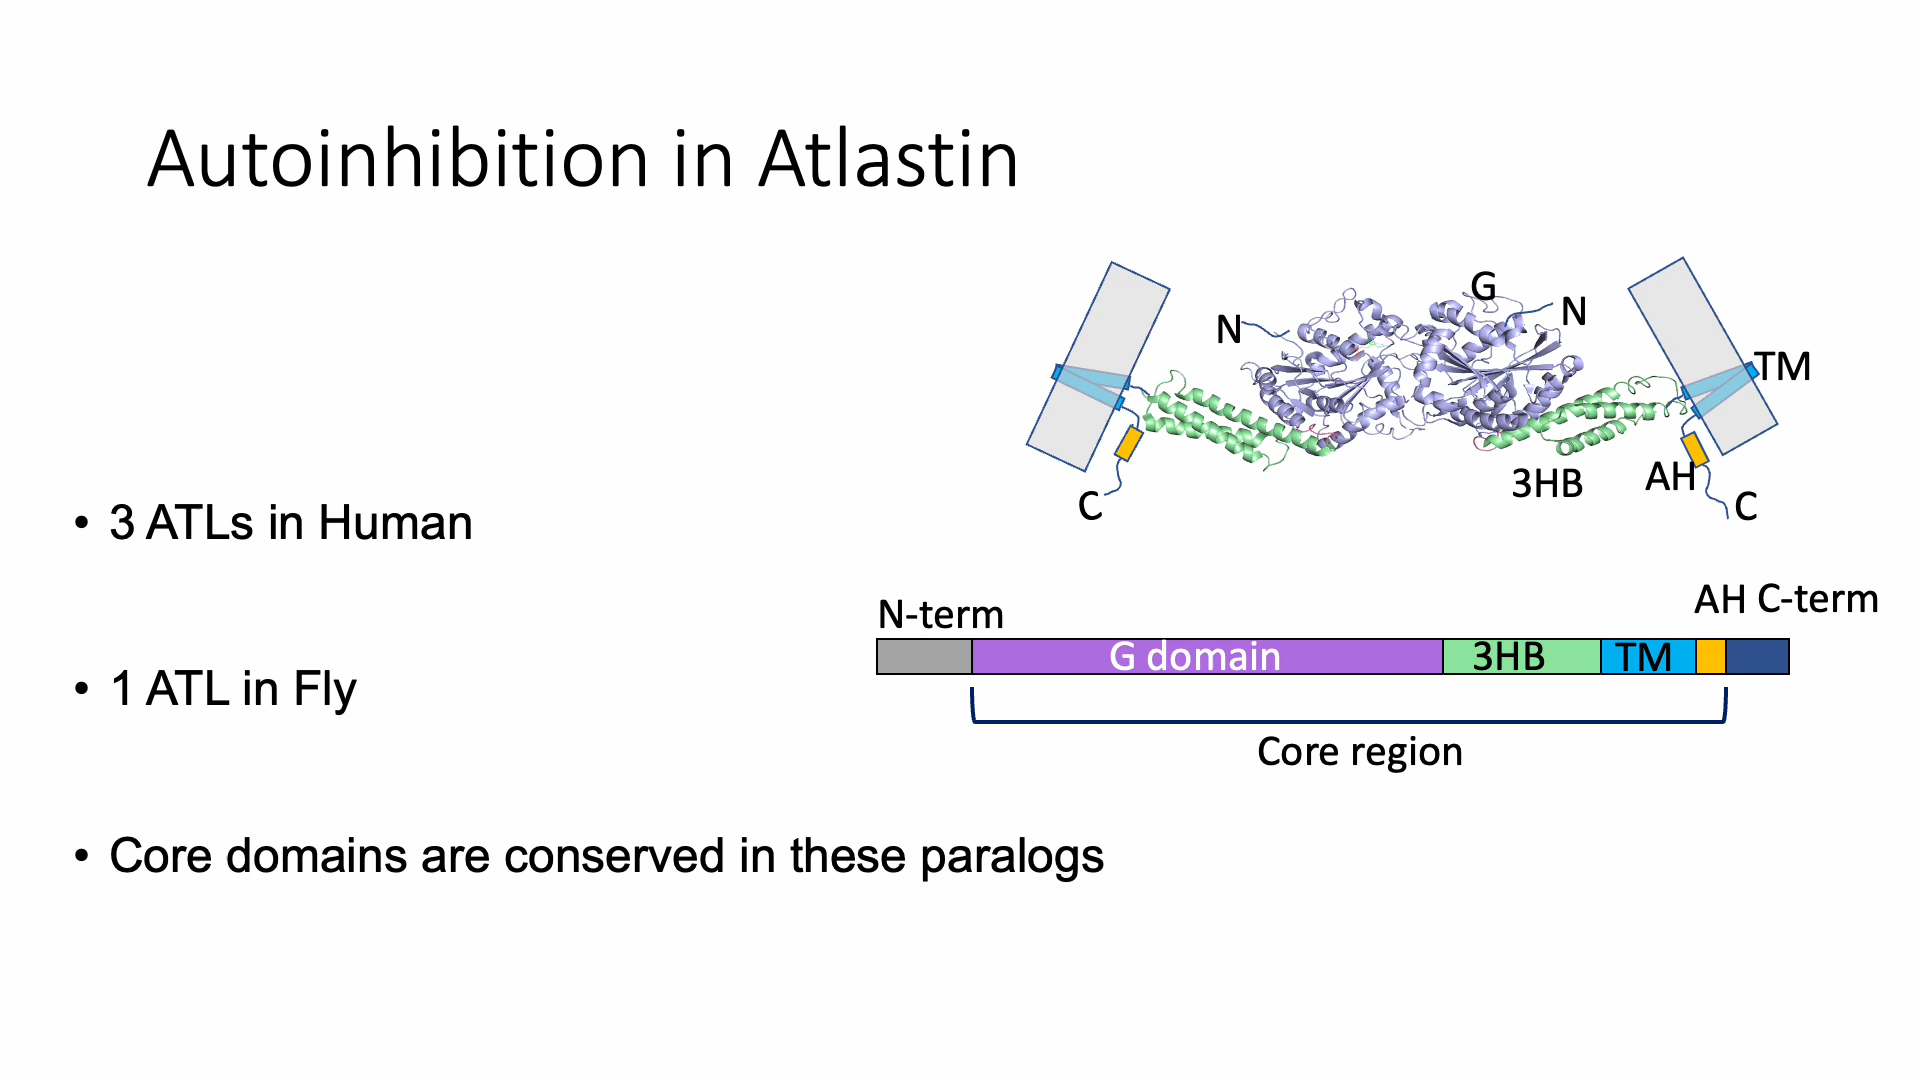 Autoinhibition in Atlastin
G
N
N
TM
3HB
AH
C
C
• 3 ATLs in Human
• 1 ATL in Fly
• Core domains are conserved in these paralogs
N-term
AH C-term
G domain
3HB
TM
Core region